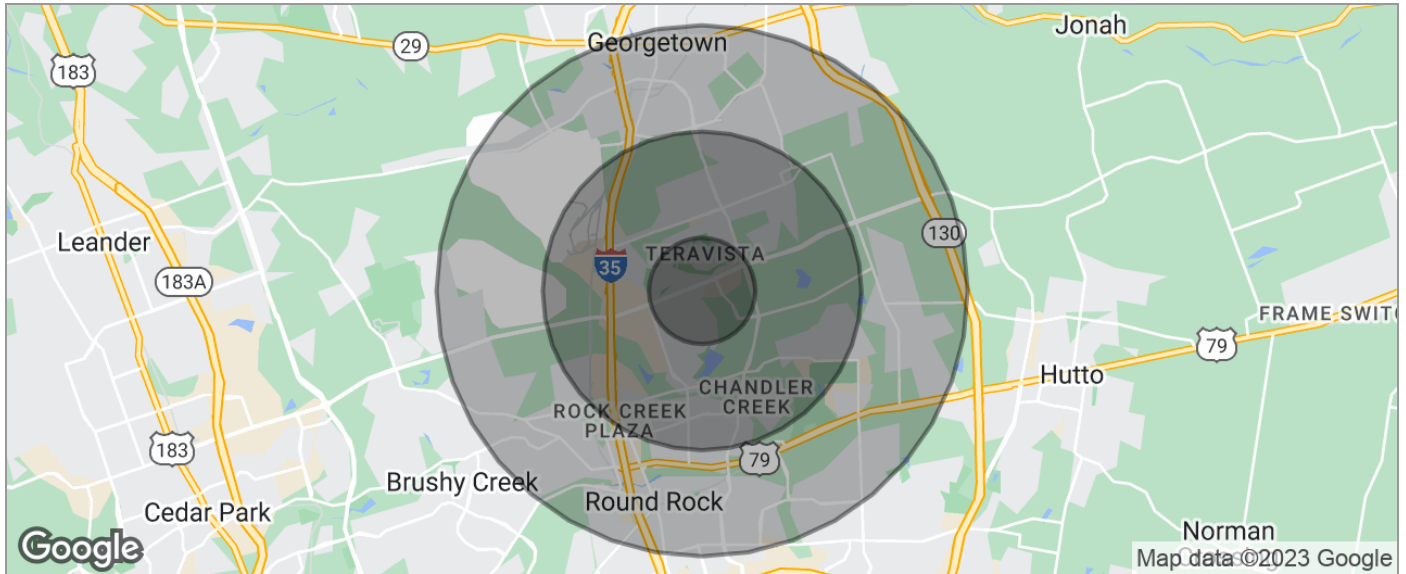 Georgetown
Jonah
29
183
Leander
183A
TERAVISTA
35
130
FRAME SWITC
79
Hutto
CHANDLER
CREEK
ROCK CREEK
PLAZA
183
79
Brushy Creek
Round Rock
Cedar Park
Norman
Google
Map data ©2023 Google